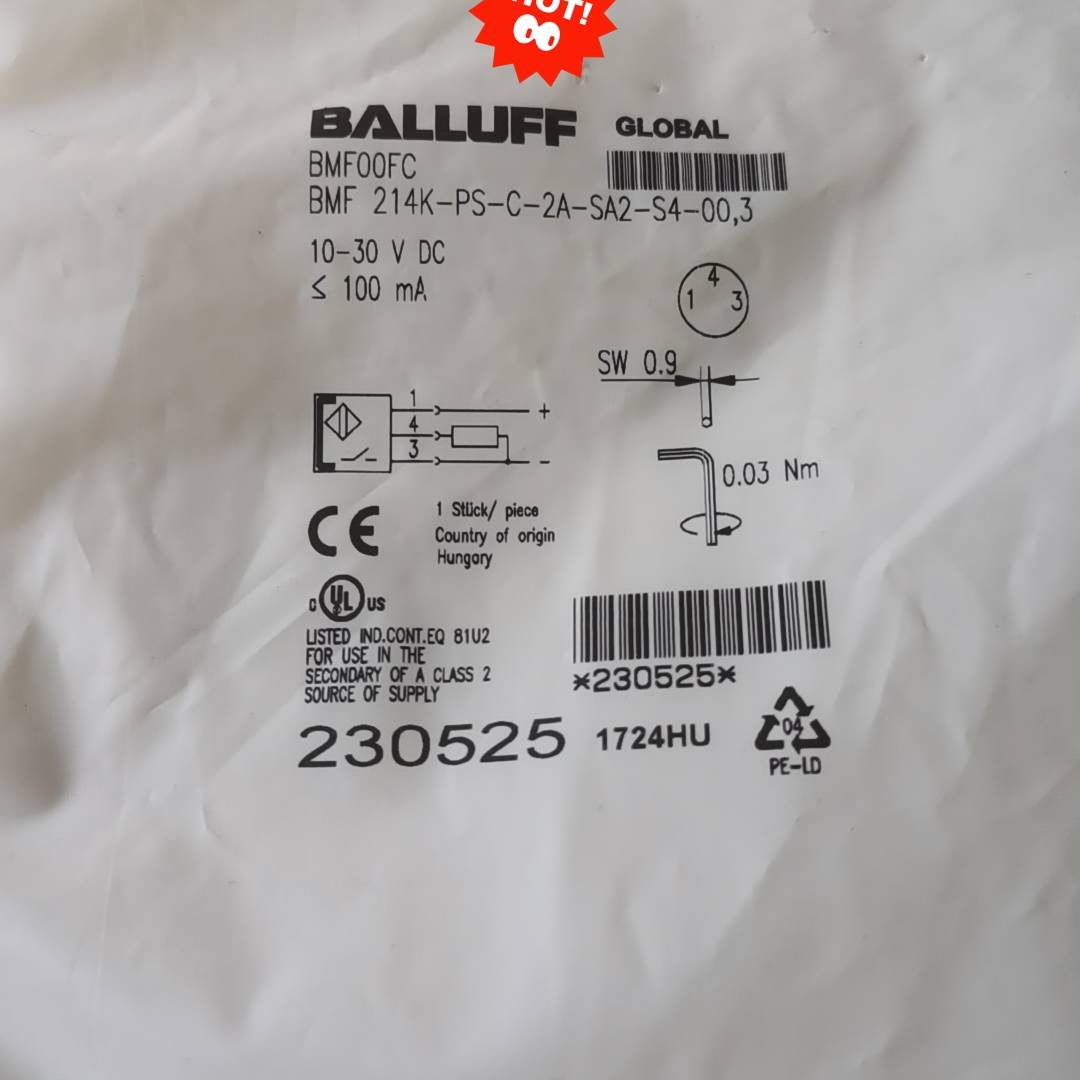 HOT!
BALLUFF GLOBAL
BMF00FC
BMF 214K-PS-C-2A-SA2-S4-00,3
10-30 V DC
≤ 100 mA
4
1 3
SW 0.9
1
+
4
3
-
0.03 Nm
CE
1 Stück/ piece
Country of origin
Hungary
c UL US
LISTED IND.CONT.EQ 81U2
FOR USE IN THE
SECONDARY OF A CLASS 2
SOURCE OF SUPPLY
*230525*
230525 1724HU
04
PE-LD